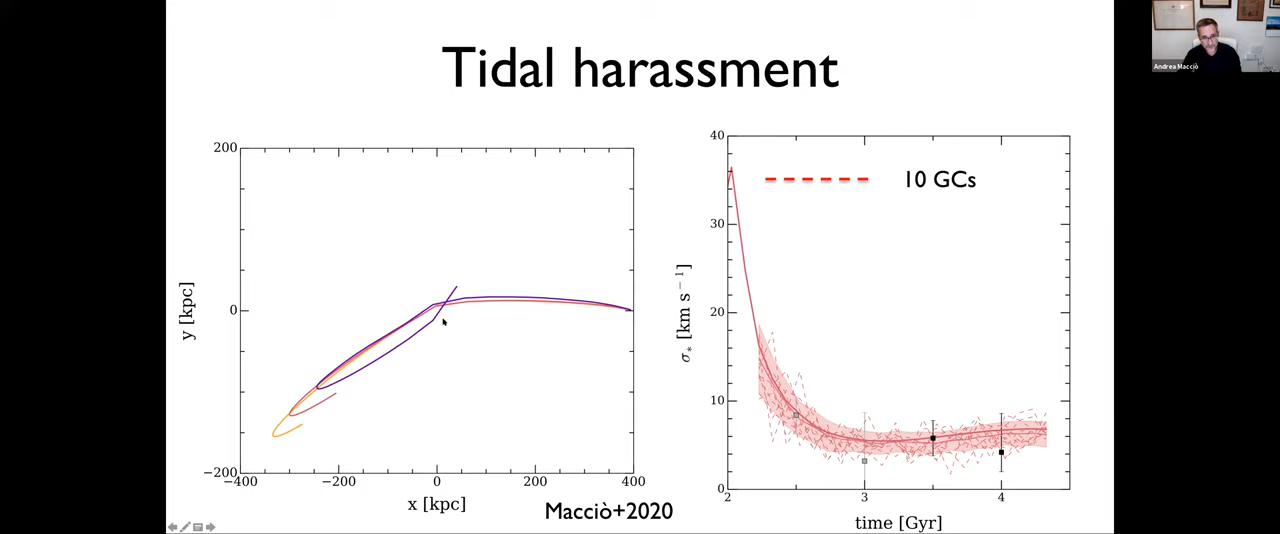 Tidal harassment
Andrea Macciò
200
0
−200
−400
−200
0
200
400
y [kpc]
x [kpc]
Macciò+2020
40
30
20
10
0
2
3
4
σ* [km s−1]
time [Gyr]
10 GCs